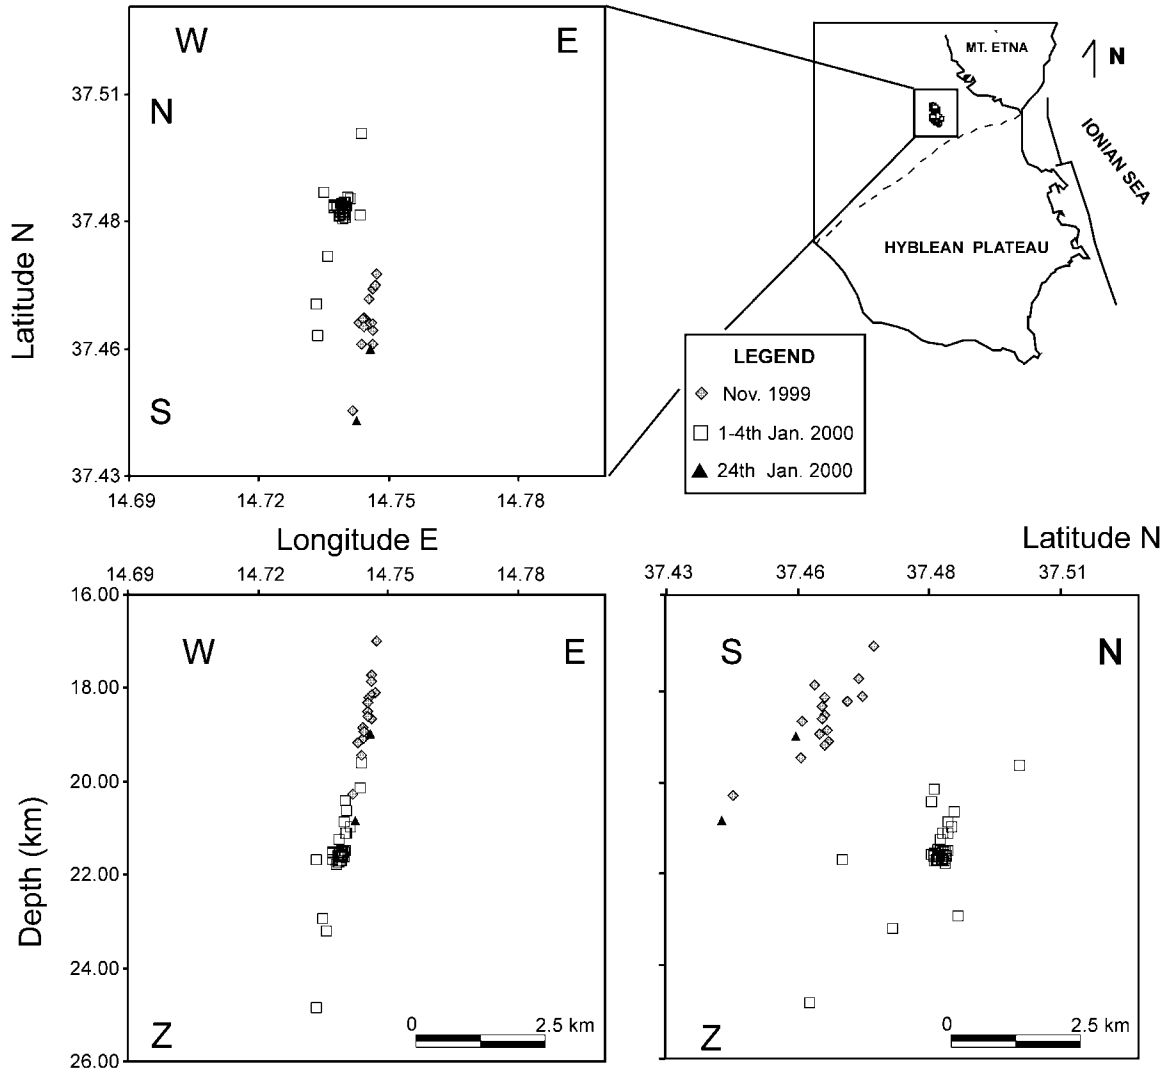 W
E
N
S
Latitude N
37.51
37.48
37.46
37.43
14.69
14.72
14.75
14.78
Longitude E
MT. ETNA
N
IONIAN SEA
HYBLEAN PLATEAU
LEGEND
Nov. 1999
1-4th Jan. 2000
24th Jan. 2000
14.69
14.72
14.75
14.78
16.00
18.00
20.00
22.00
24.00
26.00
Depth (km)
W
E
Z
0
2.5 km
Latitude N
37.43
37.46
37.48
37.51
S
N
Z
0
2.5 km